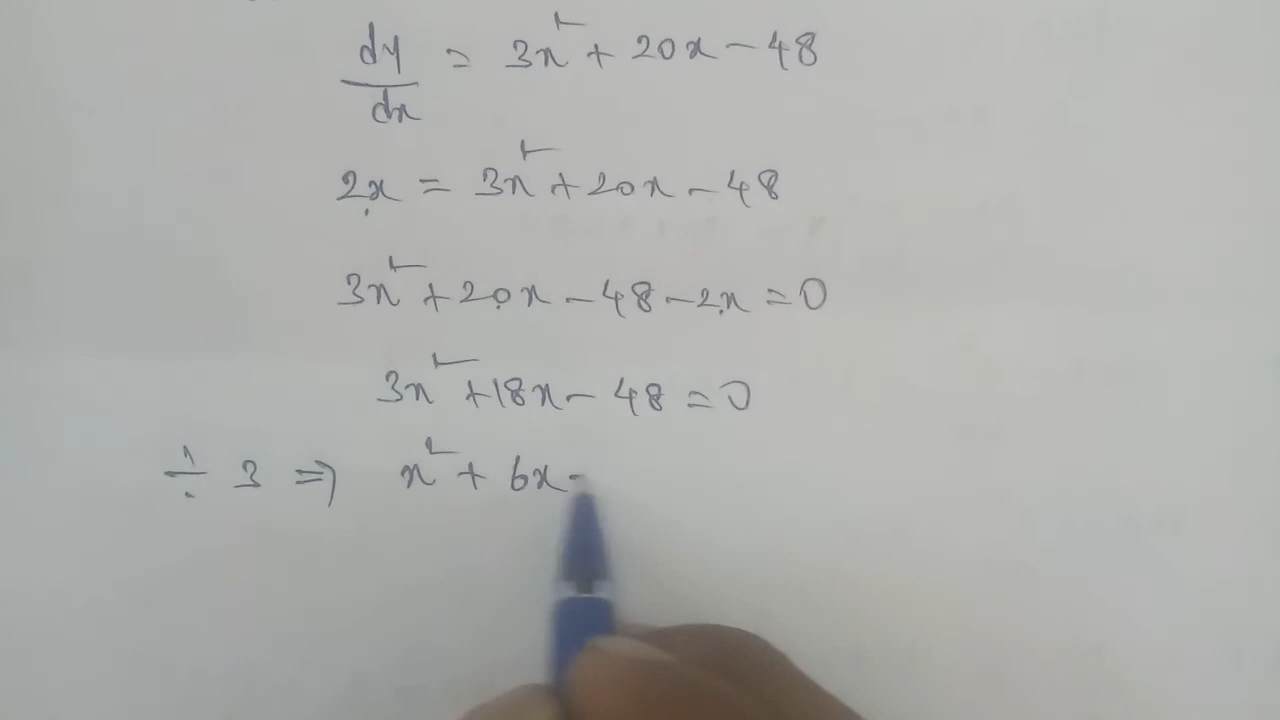 dy/dx = 3x² + 20x - 48
2x = 3x² + 20x - 48
3x² + 20x - 48 - 2x = 0
3x² + 18x - 48 = 0
÷ 3 ⇒ x² + 6x -